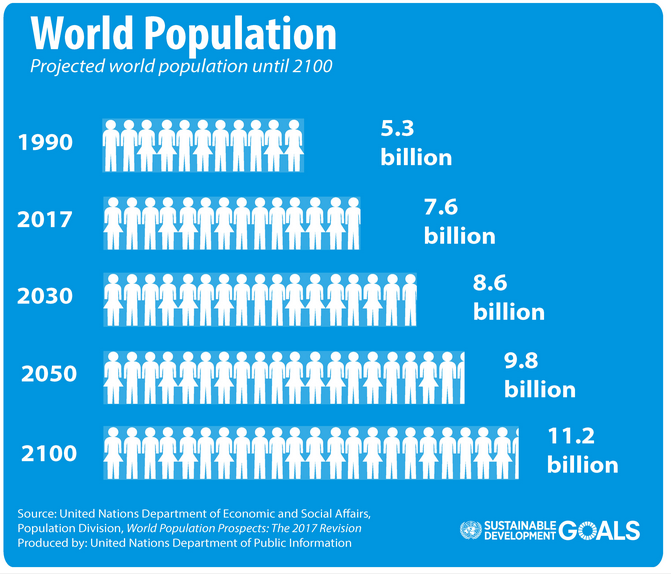 World Population
Projected world population until 2100
1990
5.3
billion
2017
7.6
billion
2030
8.6
billion
2050
9.8
billion
2100
11.2
billion
Source: United Nations Department of Economic and Social Affairs,
Population Division, World Population Prospects: The 2017 Revision
Produced by: United Nations Department of Public Information
SUSTAINABLE
DEVELOPMENT
GOALS